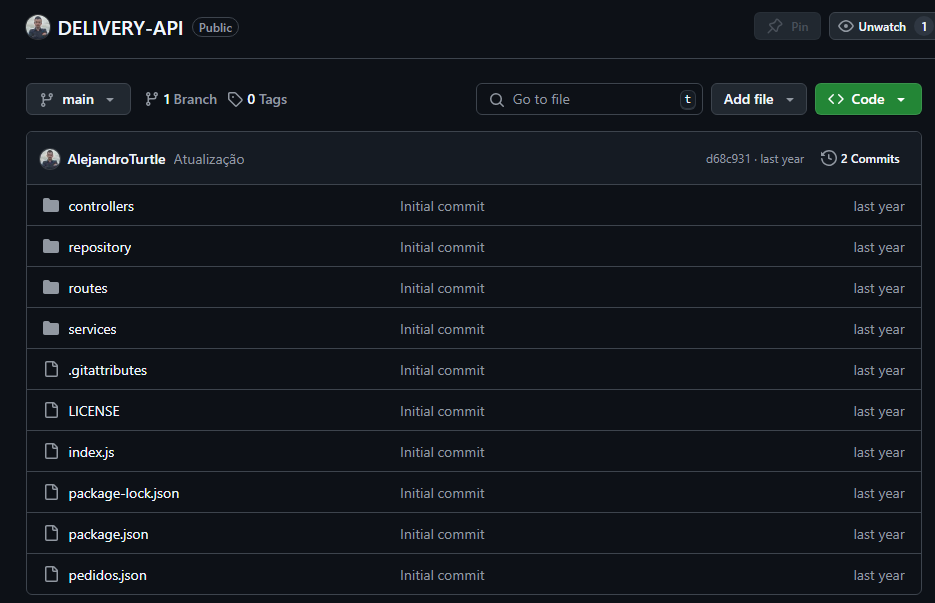 DELIVERY-API Public Pin Unwatch 1
main 1 Branch 0 Tags Go to file t Add file Code
AlejandroTurtle Atualização d68c931 · last year 2 Commits
controllers Initial commit last year
repository Initial commit last year
routes Initial commit last year
services Initial commit last year
.gitattributes Initial commit last year
LICENSE Initial commit last year
index.js Initial commit last year
package-lock.json Initial commit last year
package.json Initial commit last year
pedidos.json Initial commit last year